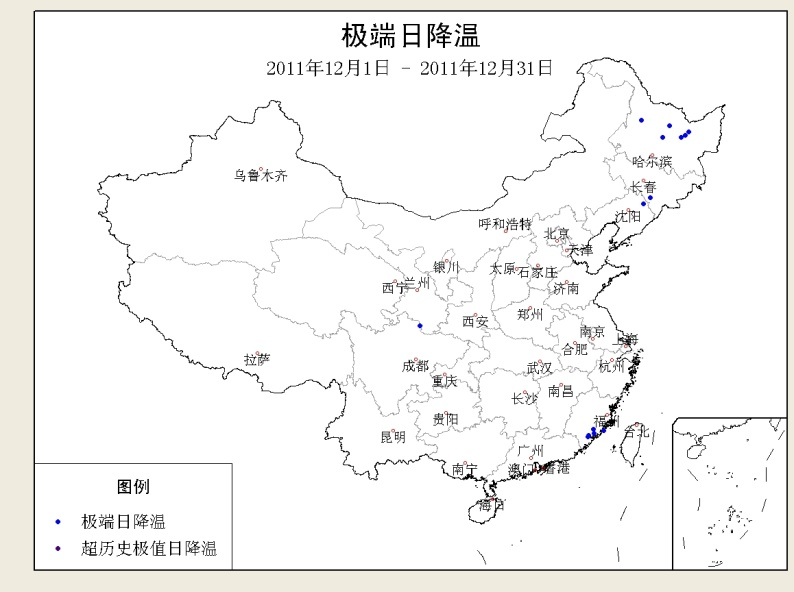 极端日降温
2011年12月1日 - 2011年12月31日
哈尔滨
乌鲁木齐
长春
沈阳
呼和浩特
北京
天津
银川
太原
石家庄
西宁
兰州
济南
西安
郑州
南京
上海
合肥
拉萨
成都
武汉
杭州
重庆
长沙
南昌
贵阳
福州
昆明
台北
广州
南宁
澳门
香港
海口
图例
极端日降温
超历史极值日降温